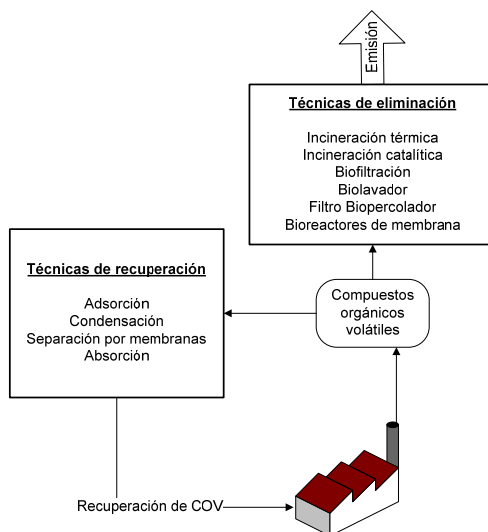 Emisión
Técnicas de eliminación
Incineración térmica
Incineración catalítica
Biofiltración
Biolavador
Filtro Biopercolador
Bioreactores de membrana
Técnicas de recuperación
Adsorción
Condensación
Separación por membranas
Absorción
Compuestos
orgánicos
volátiles
Recuperación de COV